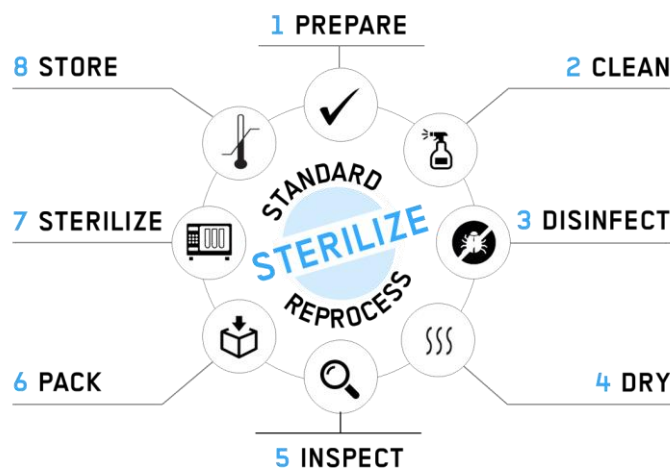 1 PREPARE
2 CLEAN
3 DISINFECT
4 DRY
5 INSPECT
6 PACK
7 STERILIZE
8 STORE
STANDARD
STERILIZE
REPROCESS